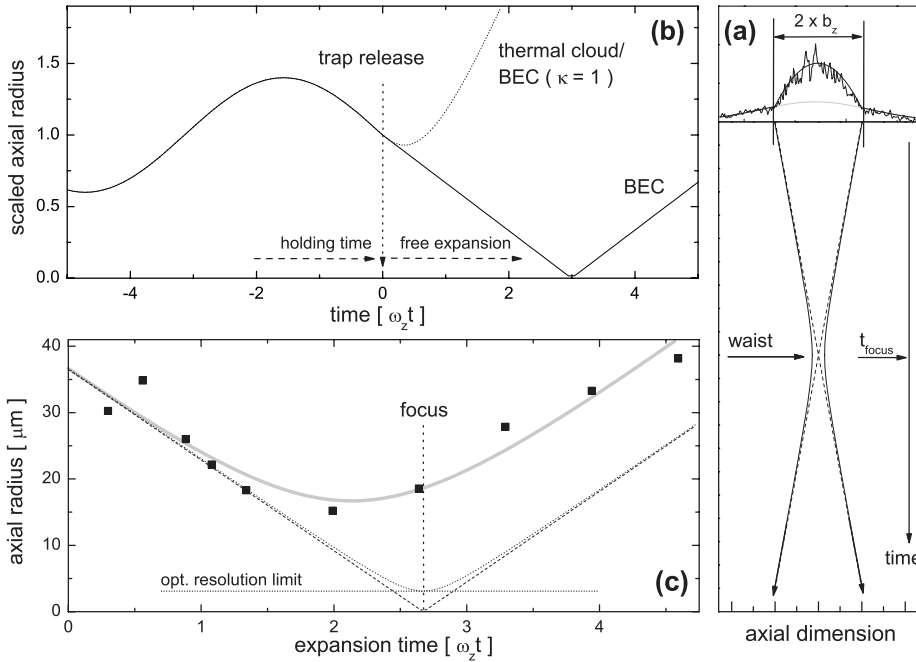 (b)
trap release
thermal cloud/
BEC ( κ = 1 )
BEC
holding time
free expansion
scaled axial radius
1.5
1.0
0.5
0.0
-4
-2
0
2
4
time [ ω_z t ]
(a)
2 x b_z
waist
t_focus
time
axial dimension
(c)
focus
opt. resolution limit
axial radius [ μm ]
40
30
20
10
0
0
1
2
3
4
expansion time [ ω_z t ]